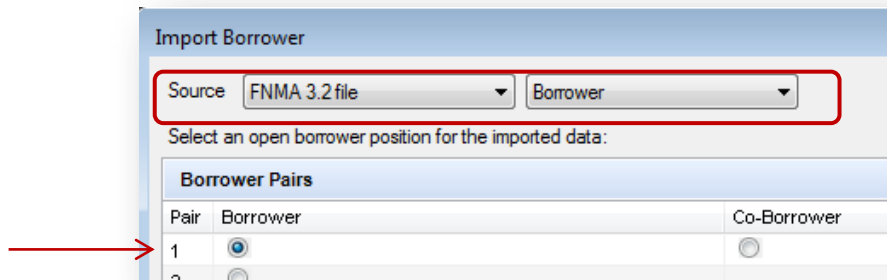 Import Borrower
Source FNMA 3.2 file Borrower
Select an open borrower position for the imported data:
Borrower Pairs
Pair Borrower Co-Borrower
1